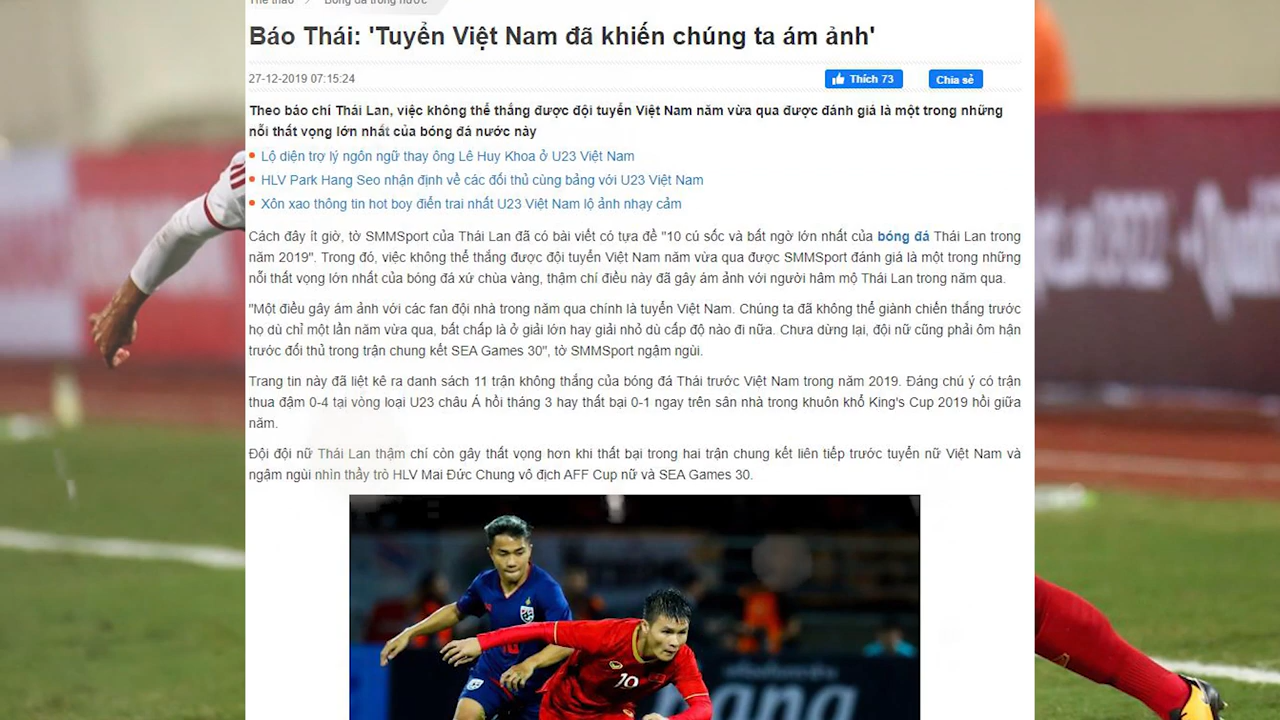 Thể thao > Bóng đá trong nước
Báo Thái: 'Tuyển Việt Nam đã khiến chúng ta ám ảnh'
27-12-2019 07:15:24
Thích 73
Chia sẻ
Theo báo chí Thái Lan, việc không thể thắng được đội tuyển Việt Nam năm vừa qua được đánh giá là một trong những
nỗi thất vọng lớn nhất của bóng đá nước này
Lộ diện trợ lý ngôn ngữ thay ông Lê Huy Khoa ở U23 Việt Nam
HLV Park Hang Seo nhận định về các đối thủ cùng bảng với U23 Việt Nam
Xôn xao thông tin hot boy điển trai nhất U23 Việt Nam lộ ảnh nhạy cảm
Cách đây ít giờ, tờ SMMSport của Thái Lan đã có bài viết có tựa đề "10 cú sốc và bất ngờ lớn nhất của bóng đá Thái Lan trong
năm 2019". Trong đó, việc không thể thắng được đội tuyển Việt Nam năm vừa qua được SMMSport đánh giá là một trong những
nỗi thất vọng lớn nhất của bóng đá xứ chùa vàng, thậm chí điều này đã gây ám ảnh với người hâm mộ Thái Lan trong năm qua.
"Một điều gây ám ảnh với các fan đội nhà trong năm qua chính là tuyển Việt Nam. Chúng ta đã không thể giành chiến thắng trước
họ dù chỉ một lần năm vừa qua, bất chấp là ở giải lớn hay giải nhỏ dù cấp độ nào đi nữa. Chưa dừng lại, đội nữ cũng phải ôm hận
trước đối thủ trong trận chung kết SEA Games 30", tờ SMMSport ngậm ngùi.
Trang tin này đã liệt kê ra danh sách 11 trận không thắng của bóng đá Thái trước Việt Nam trong năm 2019. Đáng chú ý có trận
thua đậm 0-4 tại vòng loại U23 châu Á hồi tháng 3 hay thất bại 0-1 ngay trên sân nhà trong khuôn khổ King's Cup 2019 hồi giữa
năm.
Đội đội nữ Thái Lan thậm chí còn gây thất vọng hơn khi thất bại trong hai trận chung kết liên tiếp trước tuyển nữ Việt Nam và
ngậm ngùi nhìn thầy trò HLV Mai Đức Chung vô địch AFF Cup nữ và SEA Games 30.
10